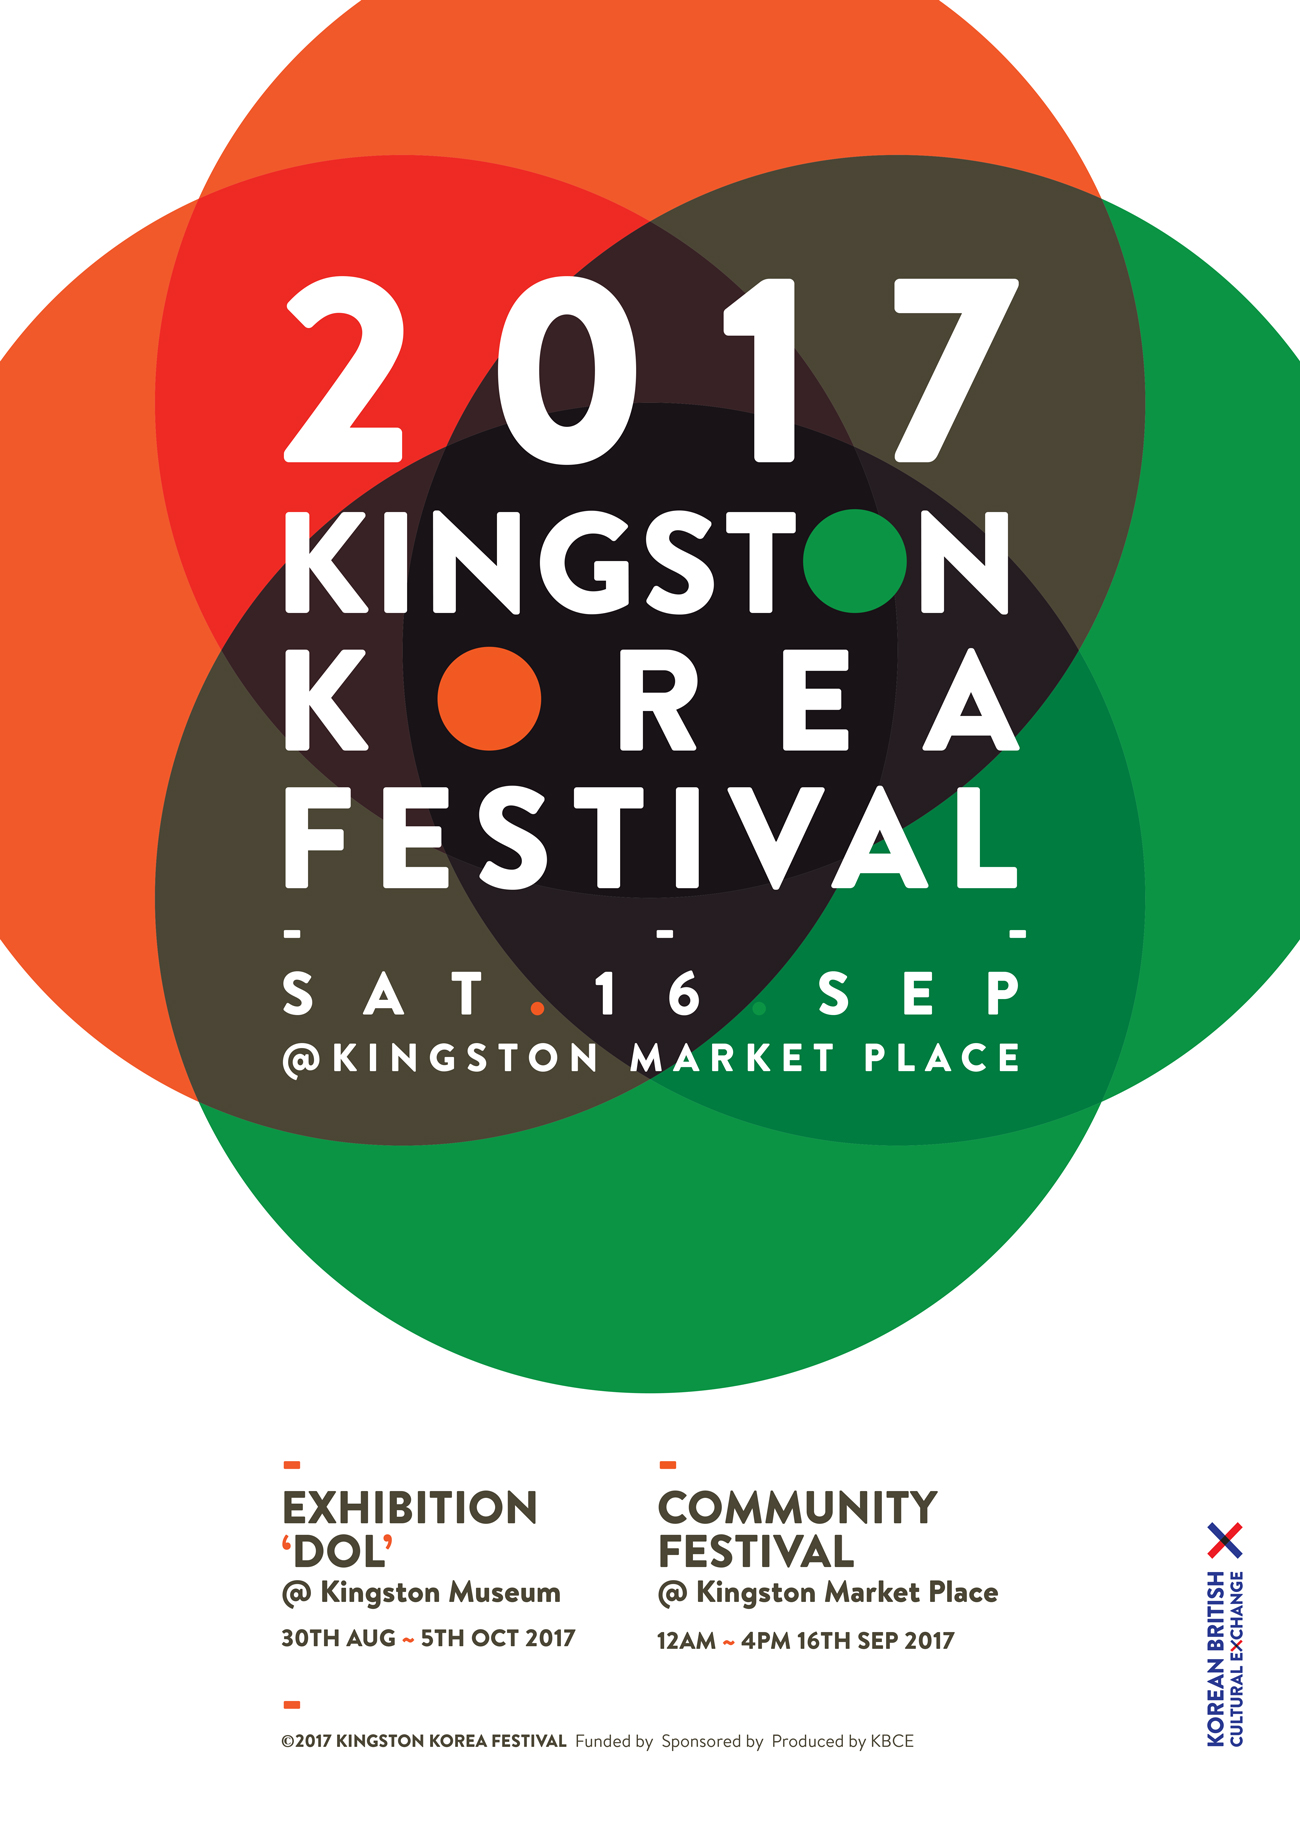 2017
KINGSTON
KOREA
FESTIVAL
- - -
SAT. 16. SEP
@KINGSTON MARKET PLACE
EXHIBITION
‘DOL’
@ Kingston Museum
30TH AUG ~ 5TH OCT 2017
COMMUNITY
FESTIVAL
@ Kingston Market Place
12AM ~ 4PM 16TH SEP 2017
©2017 KINGSTON KOREA FESTIVAL Funded by Sponsored by Produced by KBCE
KOREAN BRITISH
CULTURAL EXCHANGE